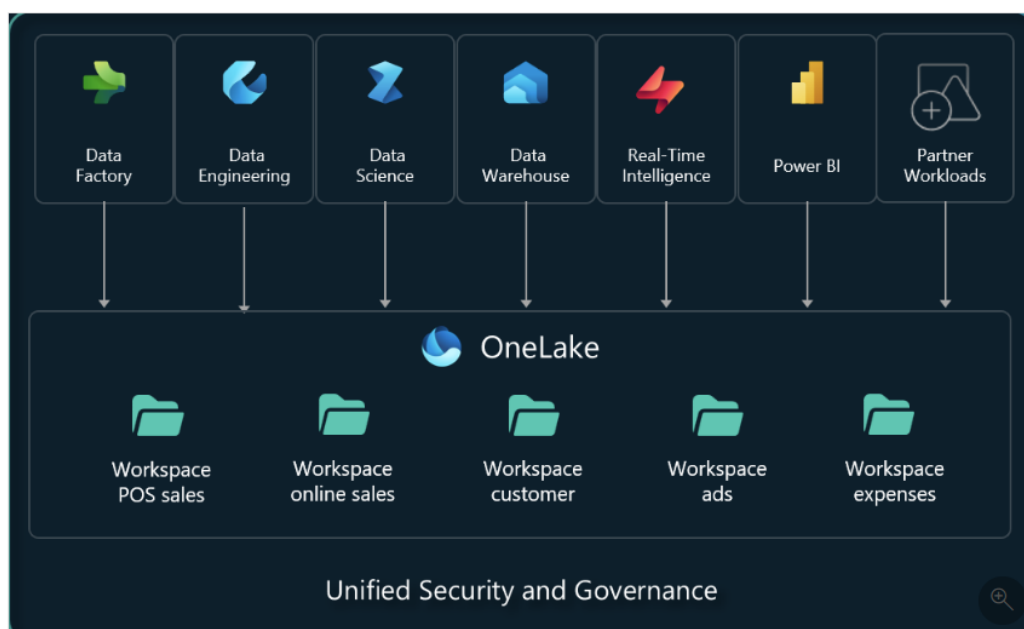 Data
Factory
Data
Engineering
Data
Science
Data
Warehouse
Real-Time
Intelligence
Power BI
Partner
Workloads
OneLake
Workspace
POS sales
Workspace
online sales
Workspace
customer
Workspace
ads
Workspace
expenses
Unified Security and Governance